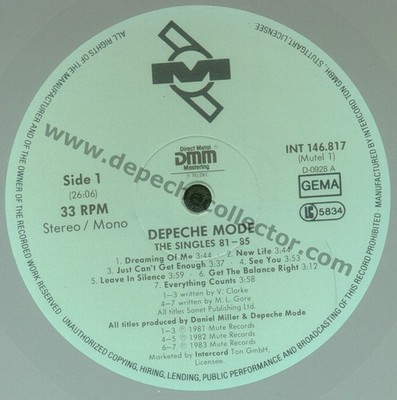 ALL RIGHTS OF THE MANUFACTURER AND OF THE OWNER OF THE RECORDED WORK RESERVED
UNAUTHORIZED COPYING, HIRING, LENDING, PUBLIC PERFORMANCE AND BROADCASTING OF THIS RECORD PROHIBITED
MANUFACTURED BY INTERCORD TON GMBH., STUTTGART, LICENSEE.
M
Direct Metal
DMM
Mastering
INT 146.817
(Mutel 1)
D-0928 A
GEMA
LC 5834
Side 1
(26:06)
33 RPM
Stereo / Mono
www.depechecollector.com
DEPECHE MODE
THE SINGLES 81–85
1. Dreaming Of Me 3:44 2. New Life 3:44
3. Just Can't Get Enough 3:37 4. See You 3:53
5. Leave In Silence 3:59 6. Get The Balance Right 3:12
7. Everything Counts 3:58
1–3 written by V. Clarke
4–7 written by M. L. Gore
All titles Sonet Publishing Ltd.
All titles produced by Daniel Miller & Depeche Mode
1–3 ℗ 1981 Mute Records
4–5 ℗ 1982 Mute Records
6–7 ℗ 1983 Mute Records
Marketed by Intercord Ton GmbH.,
Licensee.